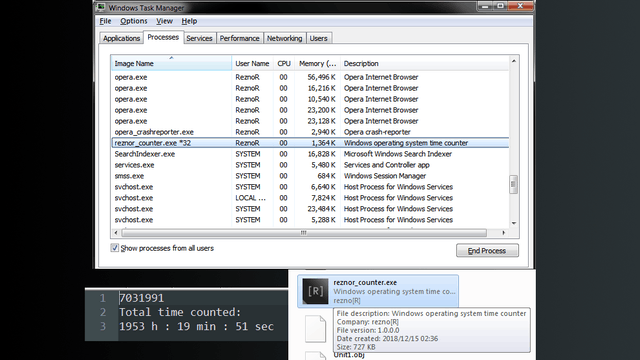 Windows Task Manager
File Options View Help
Applications Processes Services Performance Networking Users
Image Name User Name CPU Memory (... Description
opera.exe ReznoR 00 56,496 K Opera Internet Browser
opera.exe ReznoR 00 16,216 K Opera Internet Browser
opera.exe ReznoR 00 10,540 K Opera Internet Browser
opera.exe ReznoR 00 23,200 K Opera Internet Browser
opera.exe ReznoR 00 23,128 K Opera Internet Browser
opera_crashreporter.exe ReznoR 00 2,940 K Opera crash-reporter
reznor_counter.exe *32 ReznoR 00 1,364 K Windows operating system time counter
SearchIndexer.exe SYSTEM 00 16,828 K Microsoft Windows Search Indexer
services.exe SYSTEM 00 5,480 K Services and Controller app
smss.exe SYSTEM 00 684 K Windows Session Manager
svchost.exe SYSTEM 00 6,640 K Host Process for Windows Services
svchost.exe LOCAL ... 00 7,824 K Host Process for Windows Services
svchost.exe SYSTEM 00 23,484 K Host Process for Windows Services
svchost.exe SYSTEM 00 5,288 K Host Process for Windows Services
Show processes from all users
End Process
1 7031991
2 Total time counted:
3 1953 h : 19 min : 51 sec
[R]
reznor_counter.exe
Windows operating system time co...
rezno[R]
File description: Windows operating system time counter
Company: rezno[R]
File version: 1.0.0.0
Date created: 2018/12/15 02:36
Size: 727 KB
Unit1.obj